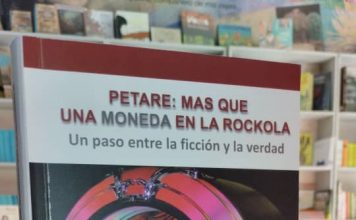 PETARE: MAS QUE
UNA MONEDA EN LA ROCKOLA
Un paso entre la ficción y la verdad